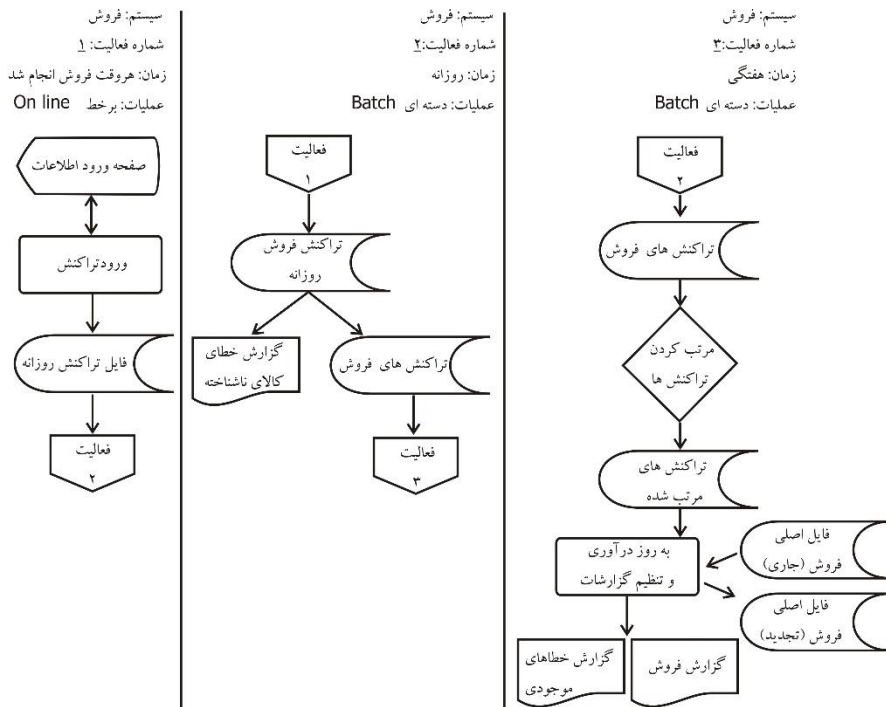 سیستم: فروش
شماره فعالیت: ۳
زمان: هفتگی
عملیات: دسته ای Batch
فعالیت
۲
تراکنش های فروش
مرتب کردن
تراکنش ها
تراکنش های
مرتب شده
به روز درآوری
و تنظیم گزارشات
فایل اصلی
فروش (جاری)
فایل اصلی
فروش (تجدید)
گزارش فروش
گزارش خطاهای
موجودی
سیستم: فروش
شماره فعالیت:۲
زمان: روزانه
عملیات: دسته ای Batch
فعالیت
۱
تراکنش فروش
روزانه
تراکنش های فروش
گزارش خطای
کالای ناشناخته
فعالیت
۳
سیستم: فروش
شماره فعالیت: ۱
زمان: هروقت فروش انجام شد
عملیات: برخط On line
صفحه ورود اطلاعات
ورودتراکنش
فایل تراکنش روزانه
فعالیت
۲